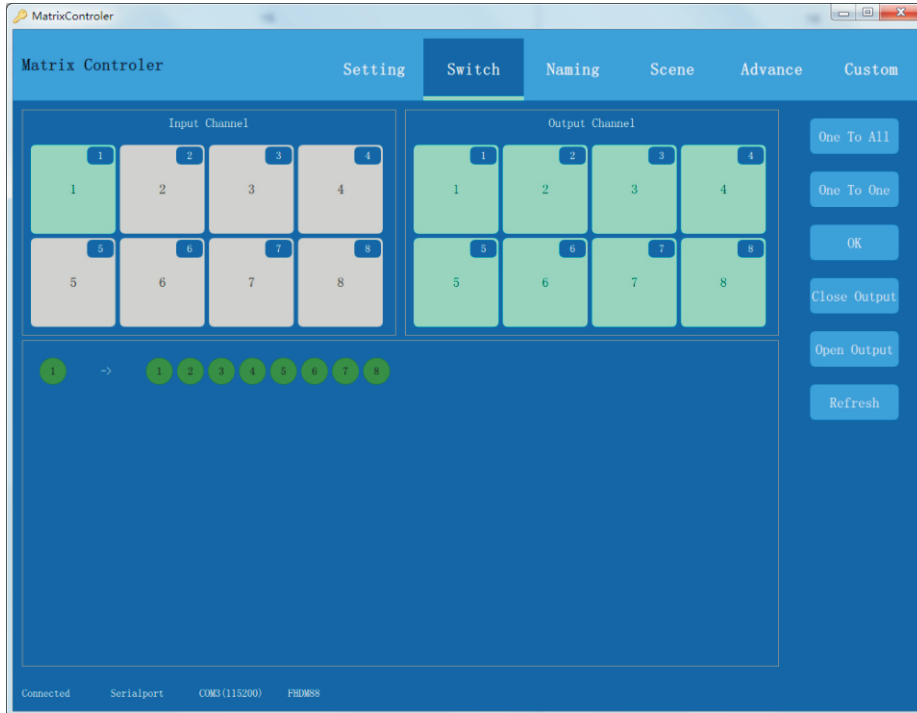 MatrixControler
Matrix Controler
Setting Switch Naming Scene Advance Custom
Input Channel
1 2 3 4
1 2 3 4
5 6 7 8
5 6 7 8
Output Channel
1 2 3 4
1 2 3 4
5 6 7 8
5 6 7 8
One To All
One To One
OK
Close Output
Open Output
Refresh
1 -> 1 2 3 4 5 6 7 8
Connected Serialport COM3(115200) FHDM88